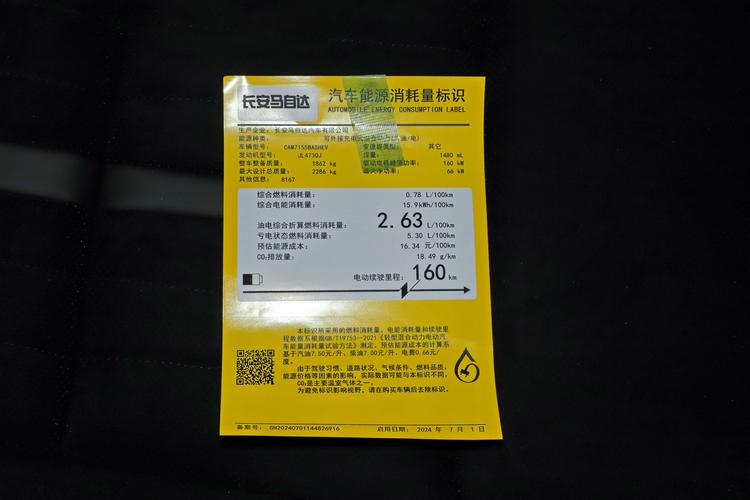 长安马自达
汽车能源消耗量标识
AUTOMOBILE ENERGY CONSUMPTION LABEL
生产企业: 长安马自达汽车有限公司
能源种类: 可外接充电式混合动力(油/电)
车辆型号: CAM7155BABHEV 变速器类型: 其它
发动机型号: JL473QJ 排量: 1480 mL
整车整备质量: 1862 kg 驱动电机峰值功率: 160 kW
最大设计总质量: 2286 kg 最大净功率: 66 kW
其他信息: 8167
综合燃料消耗量: 0.78 L/100km
综合电能消耗量: 15.9kWh/100km
油电综合折算燃料消耗量: 2.63 L/100km
亏电状态燃料消耗量: 5.30 L/100km
预估能源成本: 16.34 元/100km
CO₂排放量: 18.49 g/km
电动续驶里程: 160 km
本标识所采用的燃料消耗量、电能消耗量和续驶里
程数据系根据GB/T19753—2021《轻型混合动力电动汽
车能量消耗量试验方法》测定。预估能源成本的计算系
基于汽油7.50元/升、柴油7.00元/升、电费0.66元/
度。
由于驾驶习惯、道路状况、气候条件、燃料品质、
能源价格等因素的影响,实际数据可能与本标识不同。
CO₂是主要温室气体之一。
为避免标识影响视野,请在购买车辆后去除标识。
备案号: GH20240701144826916 启用日期: 2024 年 7 月 1 日